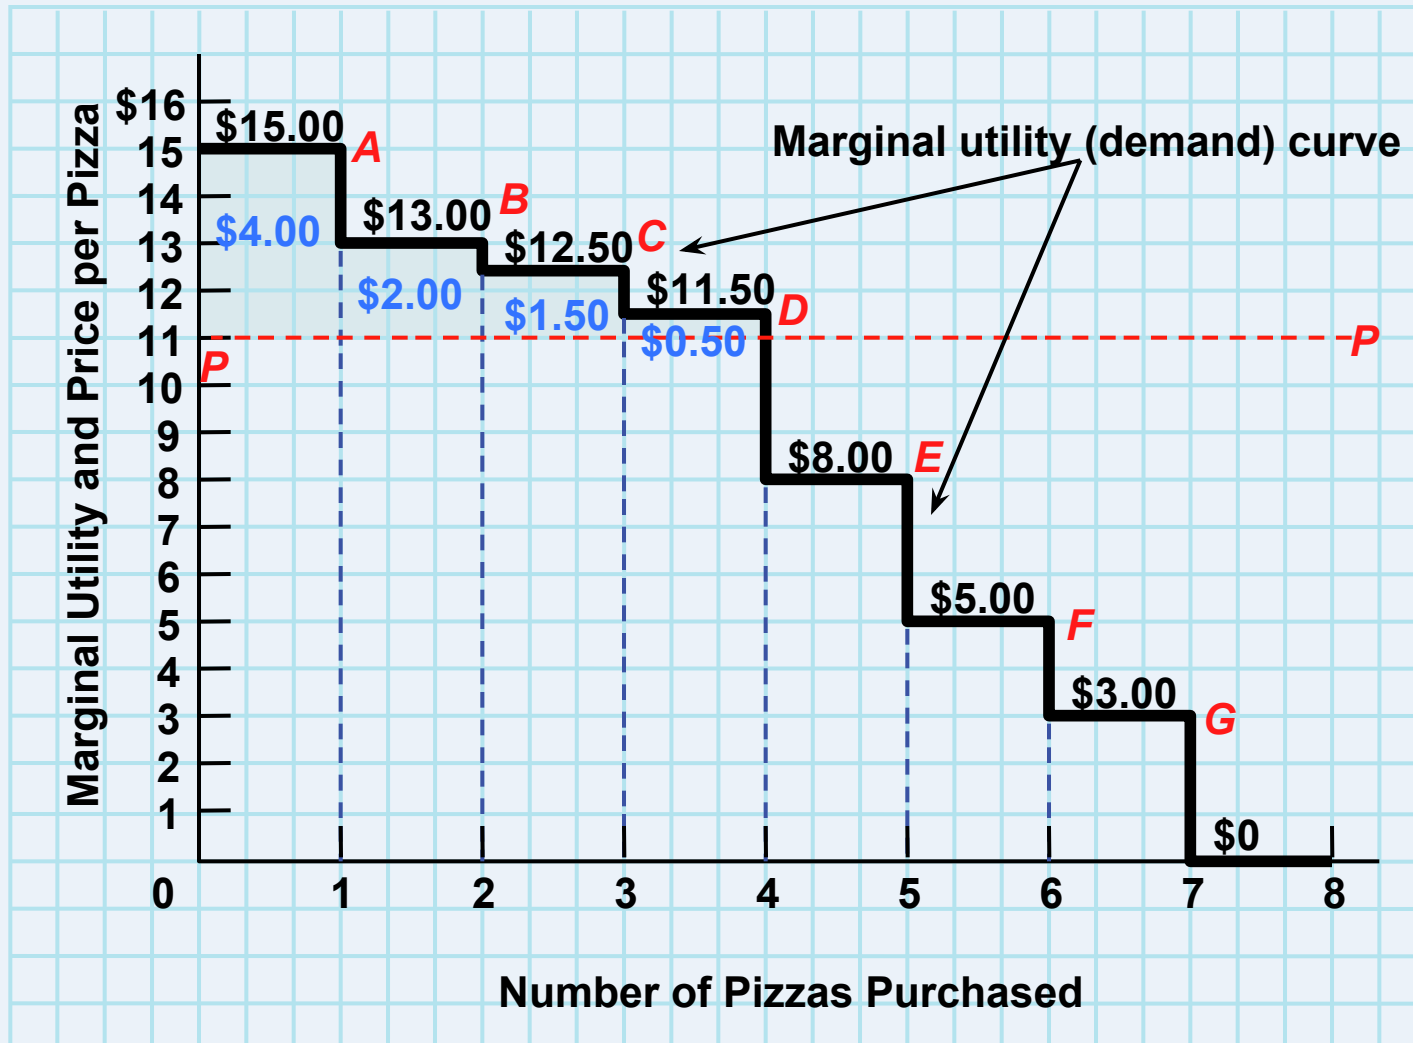 Marginal Utility and Price per Pizza
$16
15
14
13
12
11
10
9
8
7
6
5
4
3
2
1
0
$15.00 A
$13.00 B
$12.50 C
$11.50 D
$4.00
$2.00
$1.50
$0.50
Marginal utility (demand) curve
P
P
$8.00 E
$5.00 F
$3.00 G
$0
1 2 3 4 5 6 7 8
Number of Pizzas Purchased